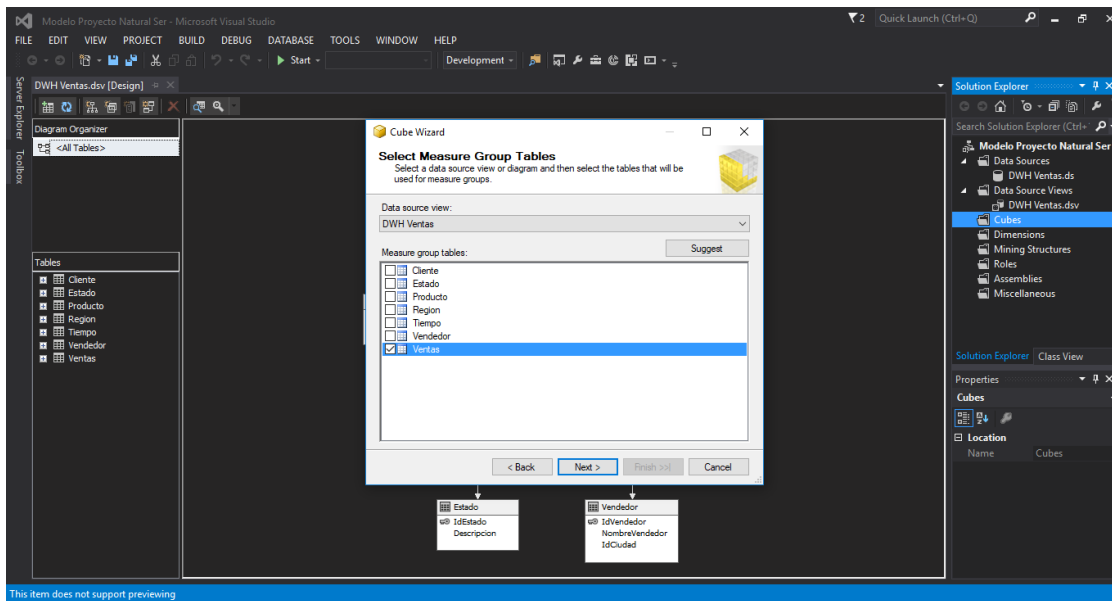 Modelo Proyecto Natural Ser - Microsoft Visual Studio
2
Quick Launch (Ctrl+Q)
FILE EDIT VIEW PROJECT BUILD DEBUG DATABASE TOOLS WINDOW HELP
Start
Development
Server Explorer
Toolbox
DWH Ventas.dsv [Design]
Diagram Organizer
<All Tables>
Tables
Cliente
Estado
Producto
Region
Tiempo
Vendedor
Ventas
Cube Wizard
Select Measure Group Tables
Select a data source view or diagram and then select the tables that will be
used for measure groups.
Data source view:
DWH Ventas
Measure group tables:
Suggest
Cliente
Estado
Producto
Region
Tiempo
Vendedor
Ventas
< Back
Next >
Finish >>|
Cancel
Estado
IdEstado
Descripcion
Vendedor
IdVendedor
NombreVendedor
IdCiudad
Solution Explorer
Search Solution Explorer (Ctrl+
Modelo Proyecto Natural Ser
Data Sources
DWH Ventas.ds
Data Source Views
DWH Ventas.dsv
Cubes
Dimensions
Mining Structures
Roles
Assemblies
Miscellaneous
Solution Explorer
Class View
Properties
Cubes
Location
Name Cubes
This item does not support previewing